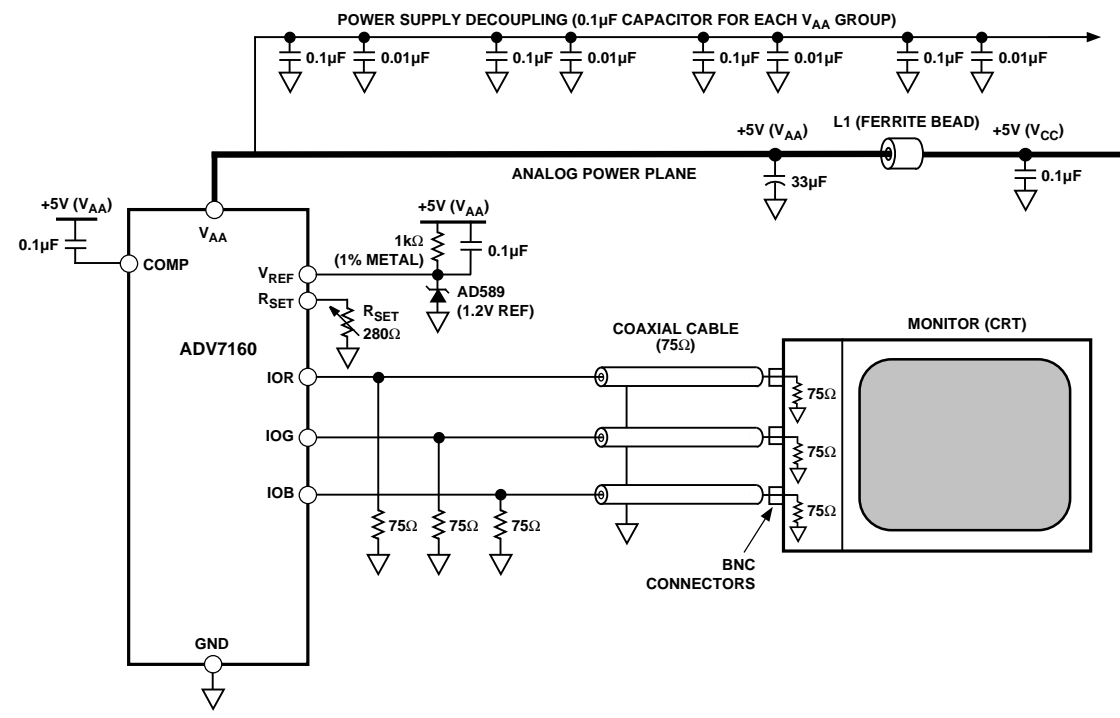 POWER SUPPLY DECOUPLING (0.1µF CAPACITOR FOR EACH VAA GROUP)
0.1µF 0.01µF 0.1µF 0.01µF 0.1µF 0.01µF 0.1µF 0.01µF
L1 (FERRITE BEAD)
+5V (VAA)
+5V (VCC)
ANALOG POWER PLANE
33µF
0.1µF
+5V (VAA)
0.1µF
COMP
VAA
+5V (VAA)
1kΩ
(1% METAL)
0.1µF
VREF
AD589
(1.2V REF)
RSET
RSET
280Ω
ADV7160
COAXIAL CABLE
(75Ω)
MONITOR (CRT)
IOR
75Ω
IOG
75Ω
IOB
75Ω
75Ω 75Ω 75Ω
BNC
CONNECTORS
GND